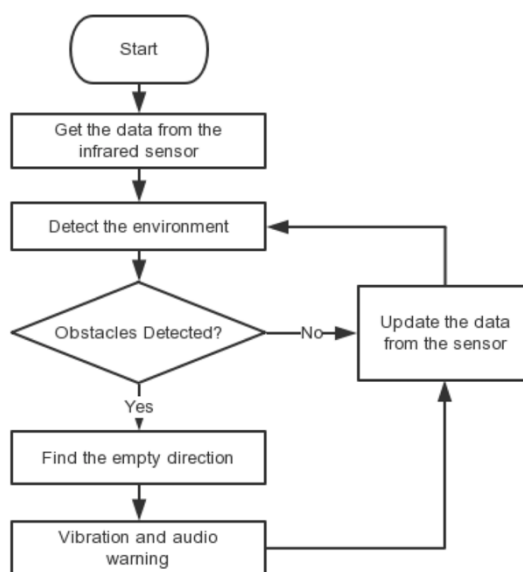 Start
Get the data from the
infrared sensor
Detect the environment
Obstacles Detected?
No
Update the data
from the sensor
Yes
Find the empty direction
Vibration and audio
warning